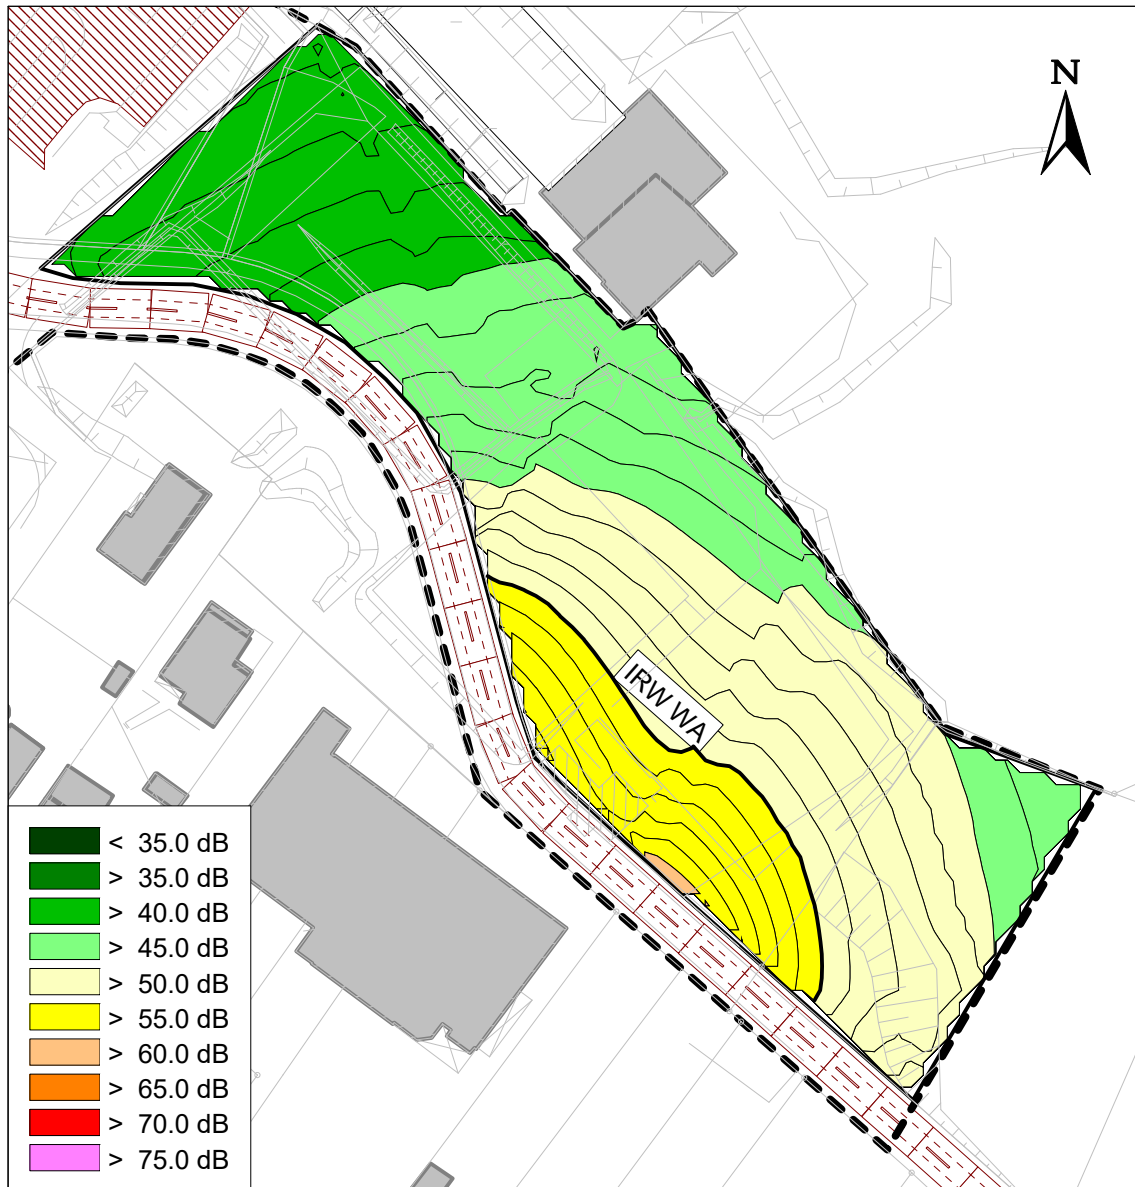 N
IRW WA
< 35.0 dB
> 35.0 dB
> 40.0 dB
> 45.0 dB
> 50.0 dB
> 55.0 dB
> 60.0 dB
> 65.0 dB
> 70.0 dB
> 75.0 dB